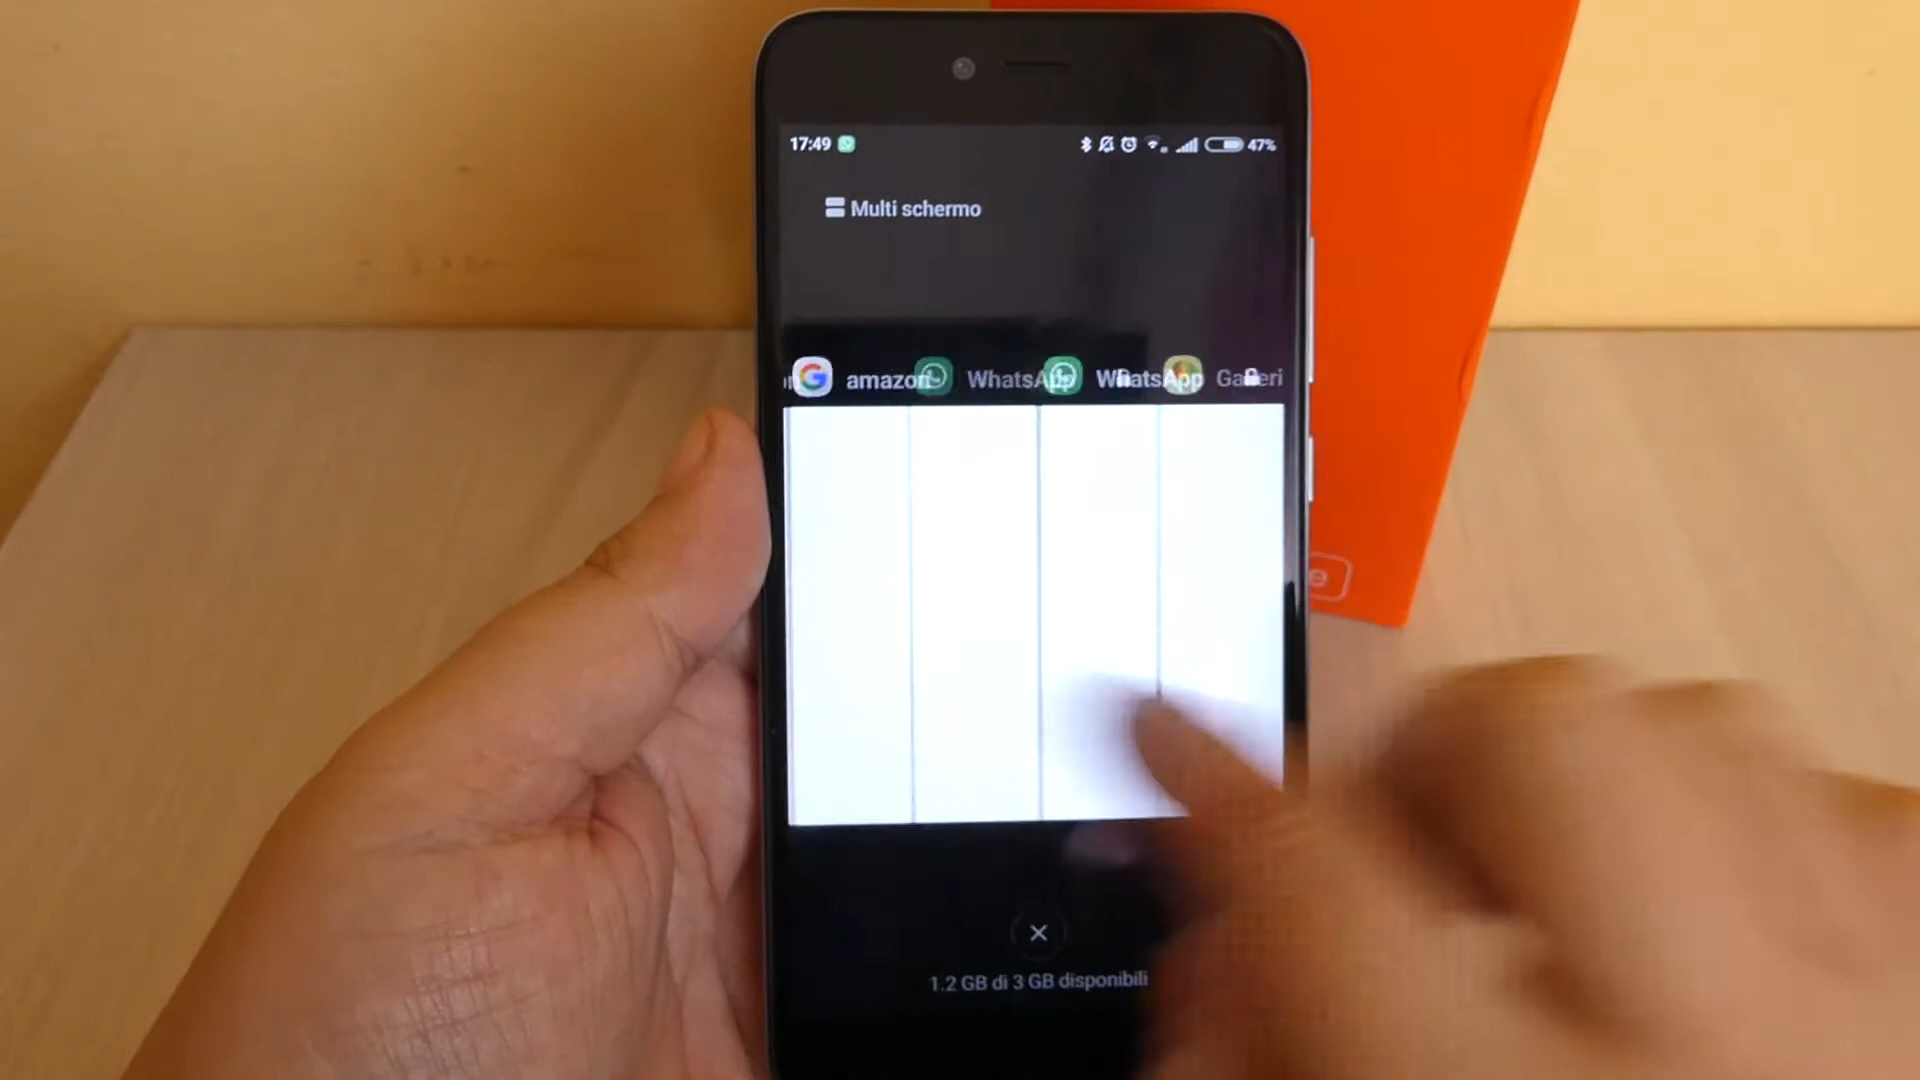 17:49 47%
Multi schermo
amazon WhatsApp WhatsApp Galleri
1.2 GB di 3 GB disponibili
e